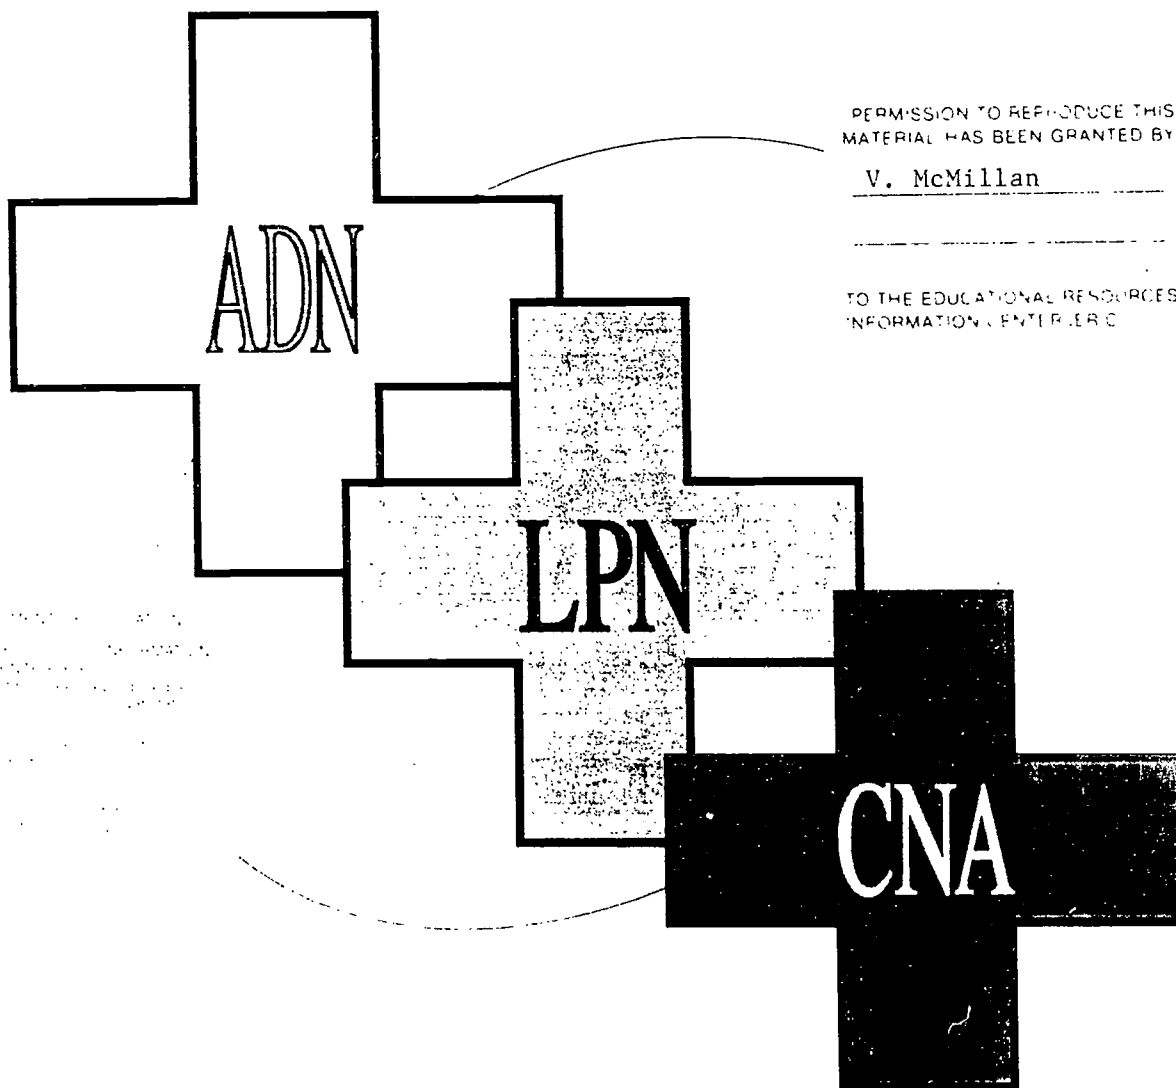 PERMISSION TO REPRODUCE THIS
MATERIAL HAS BEEN GRANTED BY
V. McMillan
TO THE EDUCATIONAL RESOURCES
INFORMATION CENTER ERIC
ADN
LPN
CNA